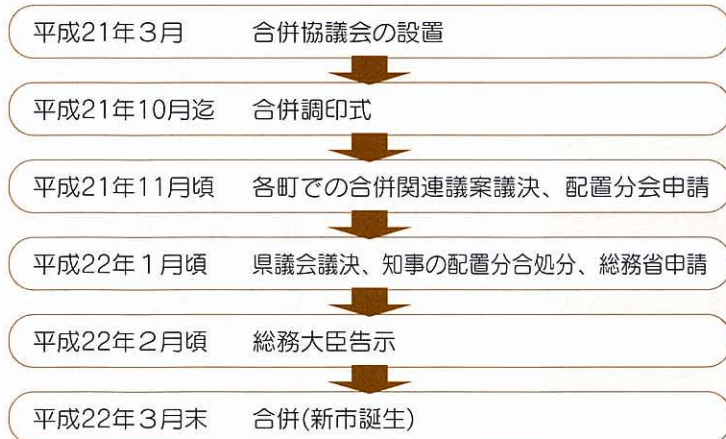 平成21年3月 合併協議会の設置
平成21年10月迄 合併調印式
平成21年11月頃 各町での合併関連議案議決、配置分会申請
平成22年1月頃 県議会議決、知事の配置分合処分、総務省申請
平成22年2月頃 総務大臣告示
平成22年3月末 合併(新市誕生)